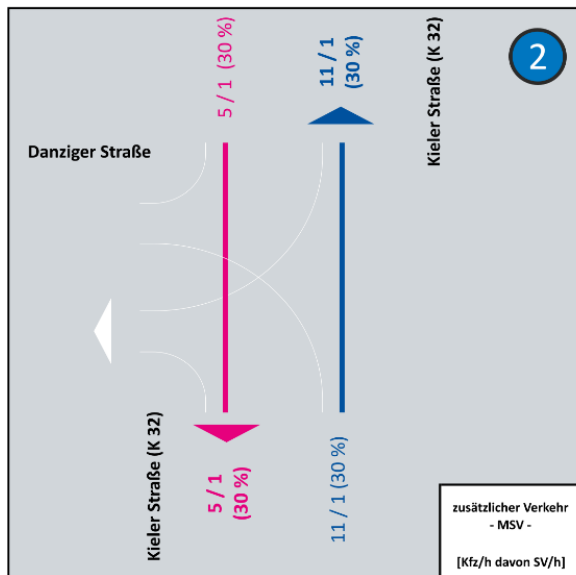 5 / 1 (30 %)
11 / 1
(30 %)
Kieler Straße (K 32)
2
Danziger Straße
Kieler Straße (K 32)
5 / 1
(30 %)
11 / 1 (30 %)
zusätzlicher Verkehr
- MSV -
[Kfz/h davon SV/h]